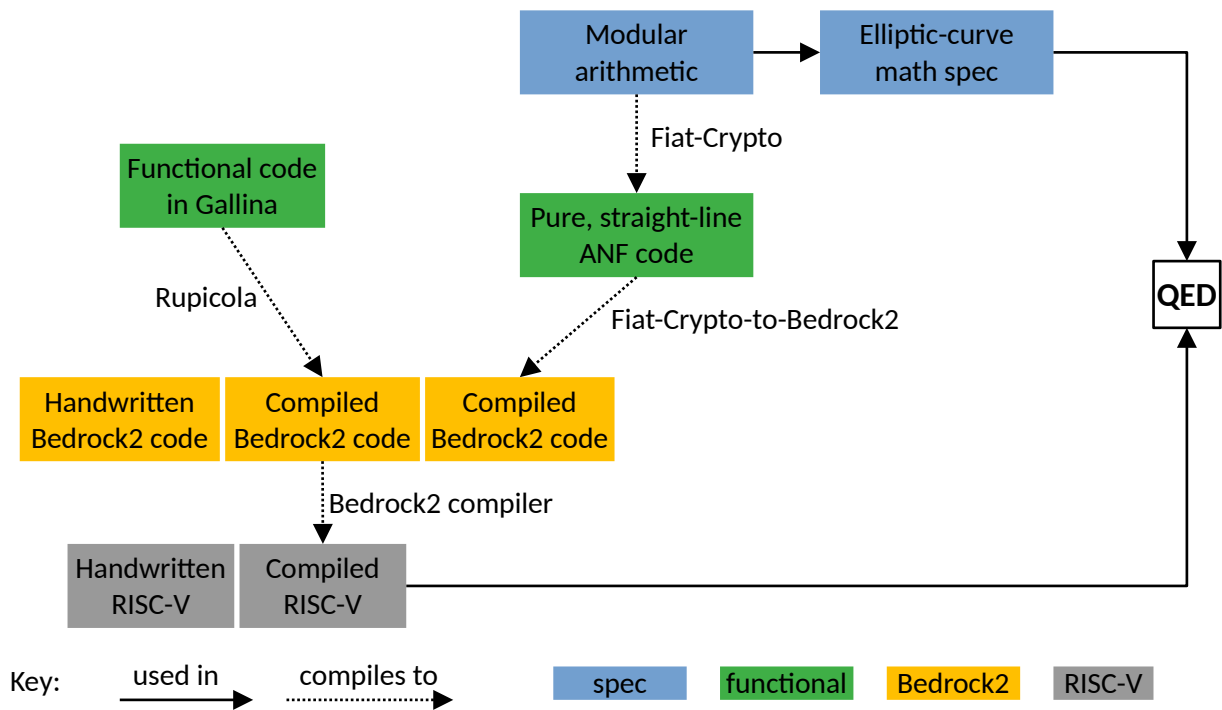 Modular
arithmetic
Elliptic-curve
math spec
Fiat-Crypto
Functional code
in Gallina
Pure, straight-line
ANF code
QED
Rupicola
Fiat-Crypto-to-Bedrock2
Handwritten
Bedrock2 code
Compiled
Bedrock2 code
Compiled
Bedrock2 code
Bedrock2 compiler
Handwritten
RISC-V
Compiled
RISC-V
Key:
used in
compiles to
spec
functional
Bedrock2
RISC-V